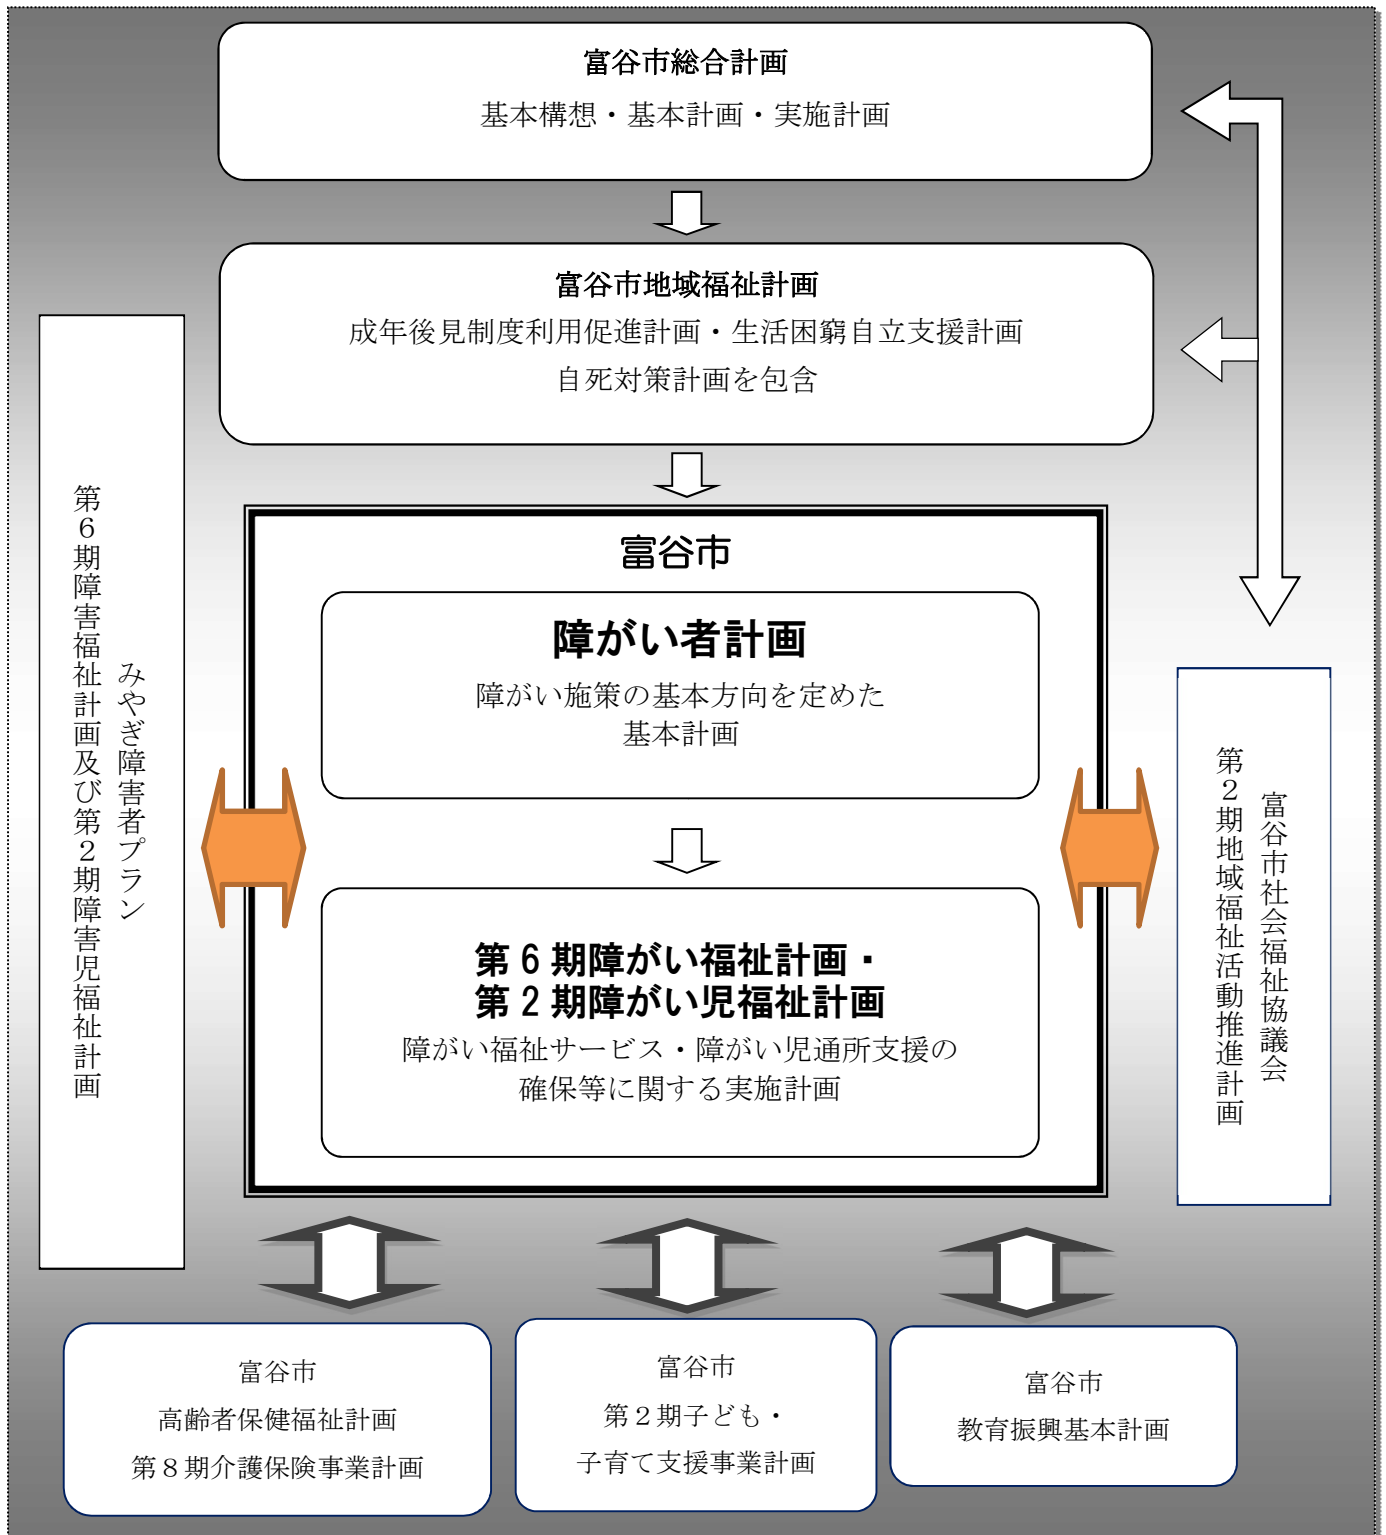 富谷市総合計画
基本構想・基本計画・実施計画
富谷市地域福祉計画
成年後見制度利用促進計画・生活困窮自立支援計画
自死対策計画を包含
みやぎ障害者プラン
第６期障害福祉計画及び第２期障害児福祉計画
富谷市
障がい者計画
障がい施策の基本方向を定めた
基本計画
第６期障がい福祉計画・
第２期障がい児福祉計画
障がい福祉サービス・障がい児通所支援の
確保等に関する実施計画
富谷市社会福祉協議会
第２期地域福祉活動推進計画
富谷市
高齢者保健福祉計画
第８期介護保険事業計画
富谷市
第２期子ども・
子育て支援事業計画
富谷市
教育振興基本計画